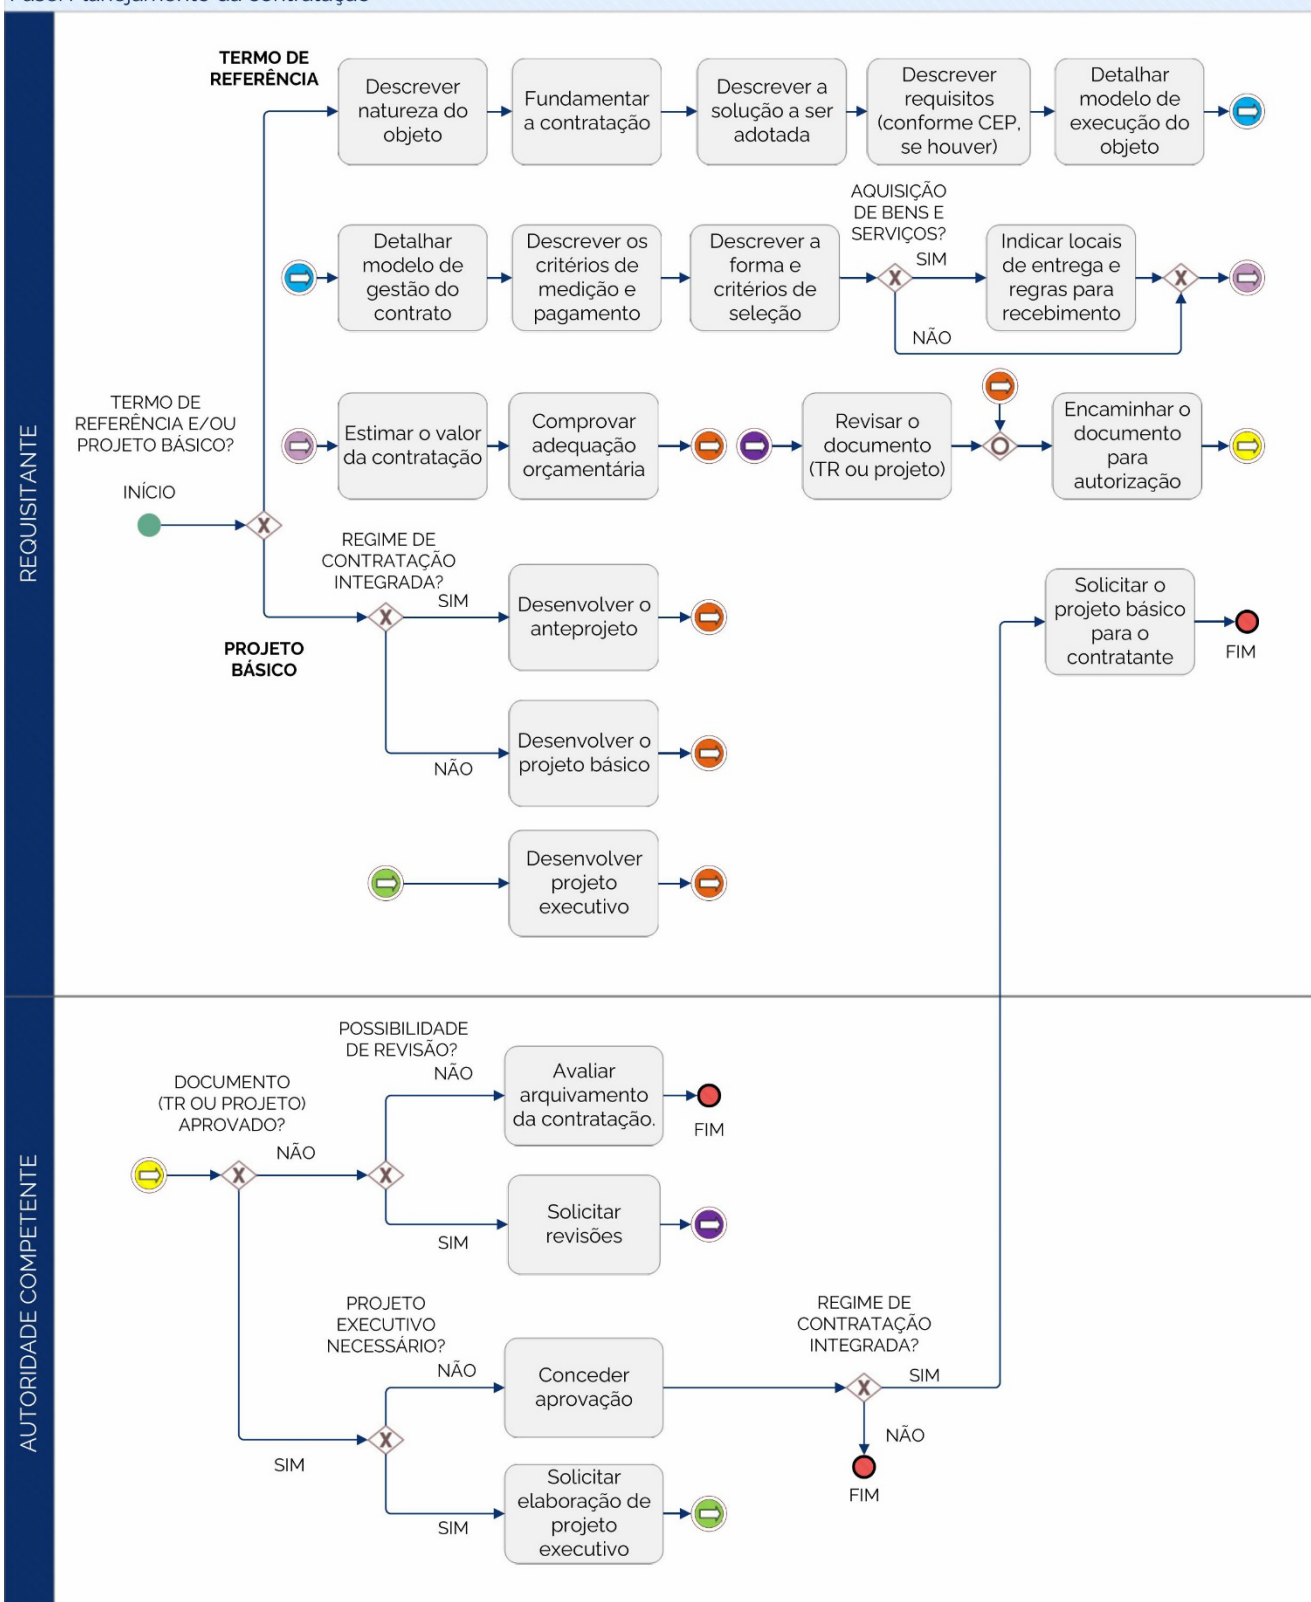 Fase: Planejamento da contratação
REQUISITANTE
TERMO DE
REFERÊNCIA
Descrever
natureza do
objeto
Fundamentar
a contratação
Descrever a
solução a ser
adotada
Descrever
requisitos
(conforme CEP,
se houver)
Detalhar
modelo de
execução do
objeto
Detalhar
modelo de
gestão do
contrato
Descrever os
critérios de
medição e
pagamento
Descrever a
forma e
critérios de
seleção
AQUISIÇÃO
DE BENS E
SERVIÇOS?
SIM
NÃO
Indicar locais
de entrega e
regras para
recebimento
TERMO DE
REFERÊNCIA E/OU
PROJETO BÁSICO?
INÍCIO
Estimar o valor
da contratação
Comprovar
adequação
orçamentária
Revisar o
documento
(TR ou projeto)
Encaminhar o
documento
para
autorização
REGIME DE
CONTRATAÇÃO
INTEGRADA?
SIM
Desenvolver o
anteprojeto
PROJETO
BÁSICO
Solicitar o
projeto básico
para o
contratante
FIM
NÃO
Desenvolver o
projeto básico
Desenvolver
projeto
executivo
AUTORIDADE COMPETENTE
DOCUMENTO
(TR OU PROJETO)
APROVADO?
NÃO
POSSIBILIDADE
DE REVISÃO?
NÃO
Avaliar
arquivamento
da contratação.
FIM
SIM
Solicitar
revisões
SIM
PROJETO
EXECUTIVO
NECESSÁRIO?
NÃO
Conceder
aprovação
REGIME DE
CONTRATAÇÃO
INTEGRADA?
SIM
NÃO
FIM
SIM
Solicitar
elaboração de
projeto
executivo